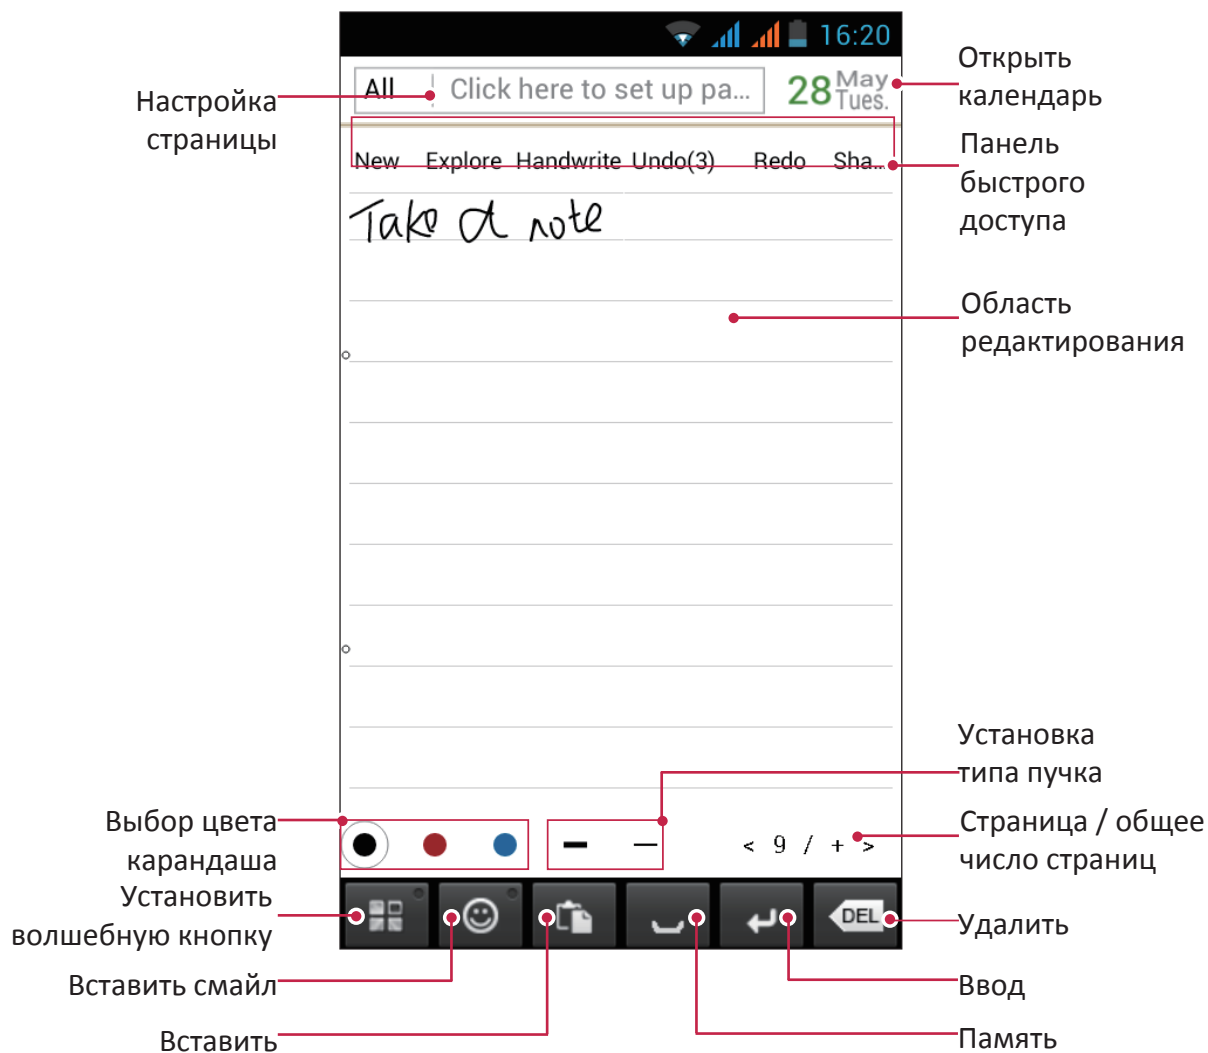 16:20
All Click here to set up pa...
28 May
Tues.
Открыть
календарь
Настройка
страницы
New Explore Handwrite Undo(3) Redo Sha...
Панель
быстрого
доступа
Take a note
Область
редактирования
Установка
типа пучка
Выбор цвета
карандаша
< 9 / + >
Страница / общее
число страниц
Установить
волшебную кнопку
DEL
Удалить
Вставить смайл
Ввод
Вставить
Память